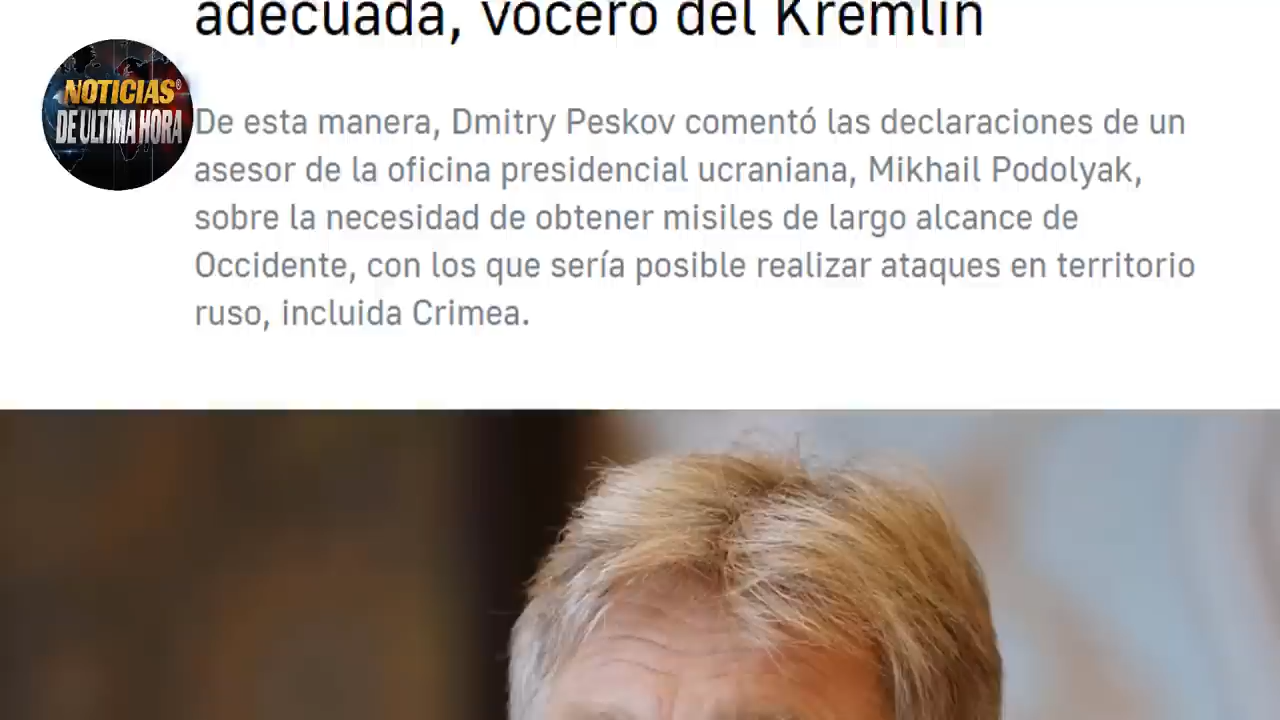 adecuada, vocero del Kremlin
NOTICIAS®
DE ÚLTIMA HORA
De esta manera, Dmitry Peskov comentó las declaraciones de un
asesor de la oficina presidencial ucraniana, Mikhail Podolyak,
sobre la necesidad de obtener misiles de largo alcance de
Occidente, con los que sería posible realizar ataques en territorio
ruso, incluida Crimea.